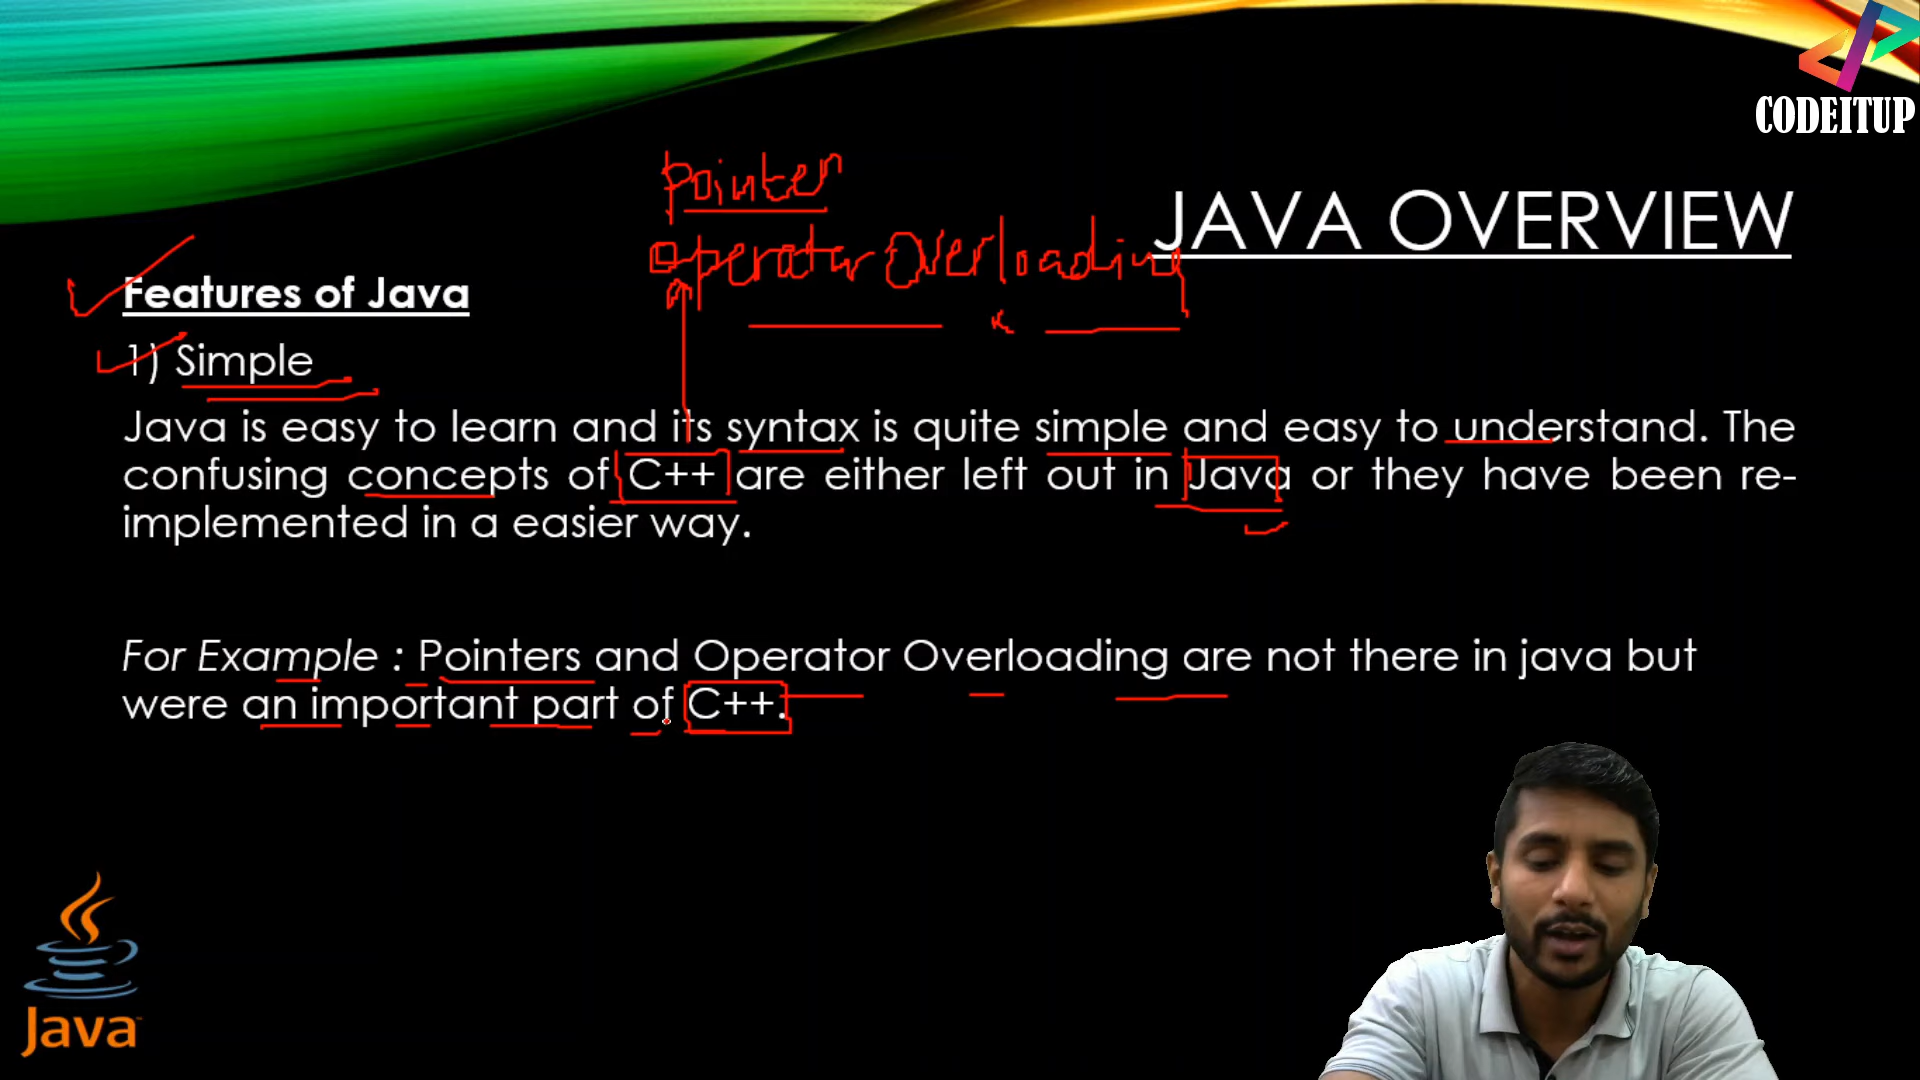 CODEITUP
Pointer
JAVA OVERVIEW
Operator Overloading
Features of Java
1) Simple
Java is easy to learn and its syntax is quite simple and easy to understand. The
confusing concepts of C++ are either left out in Java or they have been re-
implemented in a easier way.
For Example : Pointers and Operator Overloading are not there in java but
were an important part of C++.
Java